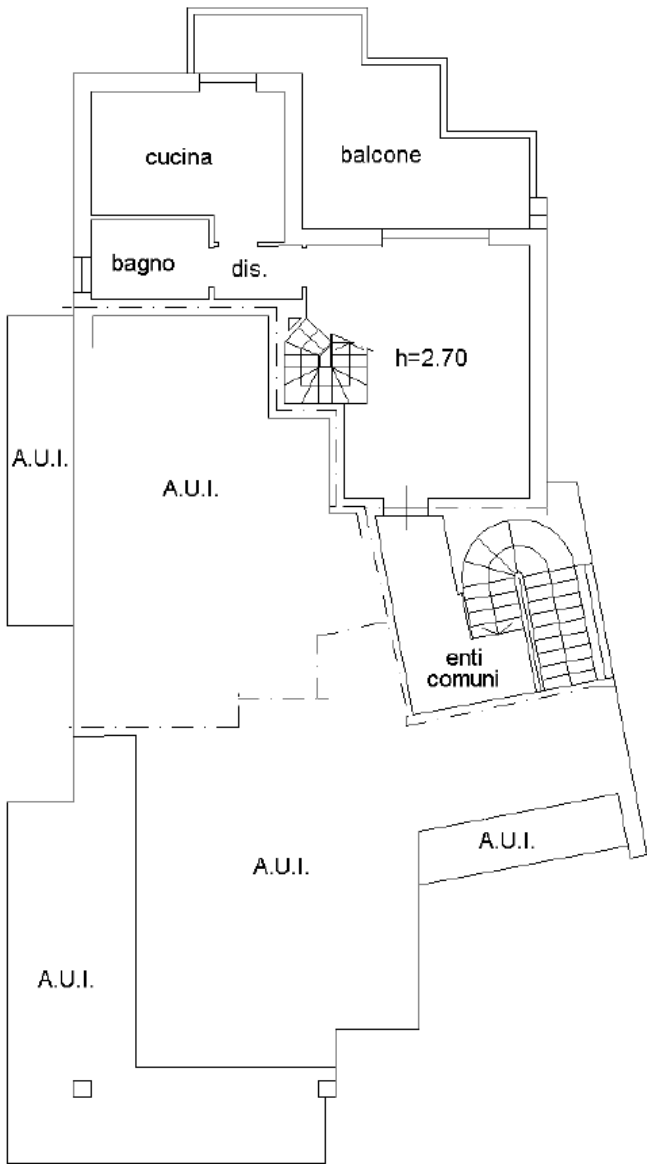 cucina
balcone
bagno
dis.
h=2.70
A.U.I.
A.U.I.
enti
comuni
A.U.I.
A.U.I.
A.U.I.